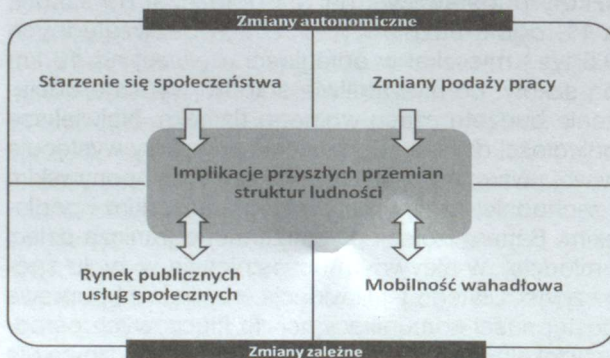 Zmiany autonomiczne
Starzenie się społeczeństwa
Zmiany podaży pracy
Implikacje przyszłych przemian
struktur ludności
Rynek publicznych
usług społecznych
Mobilność wahadłowa
Zmiany zależne